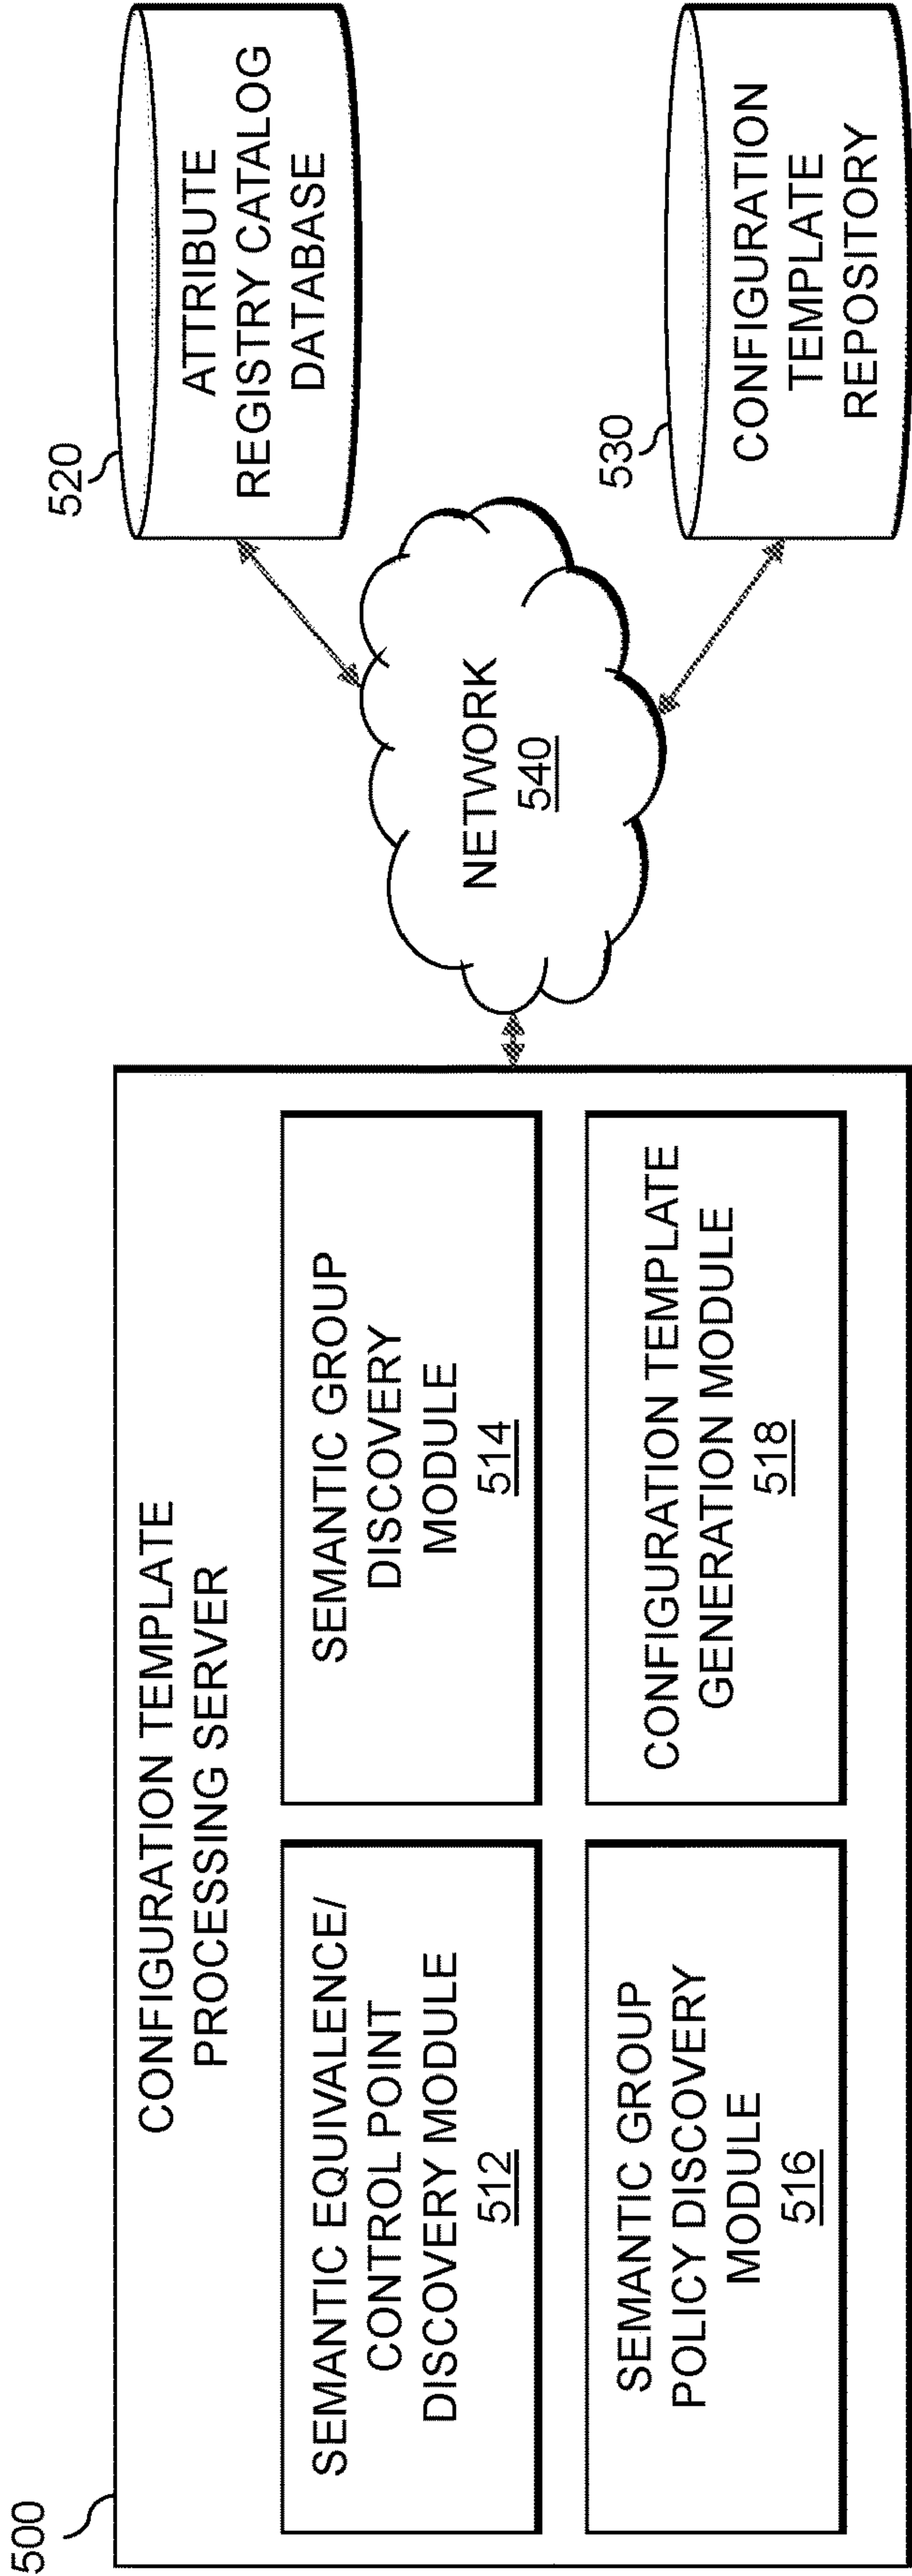 500
CONFIGURATION TEMPLATE
PROCESSING SERVER
SEMANTIC EQUIVALENCE/
CONTROL POINT
DISCOVERY MODULE
512
SEMANTIC GROUP
DISCOVERY
MODULE
514
SEMANTIC GROUP
POLICY DISCOVERY
MODULE
516
CONFIGURATION TEMPLATE
GENERATION MODULE
518
NETWORK
540
520
ATTRIBUTE
REGISTRY CATALOG
DATABASE
530
CONFIGURATION
TEMPLATE
REPOSITORY